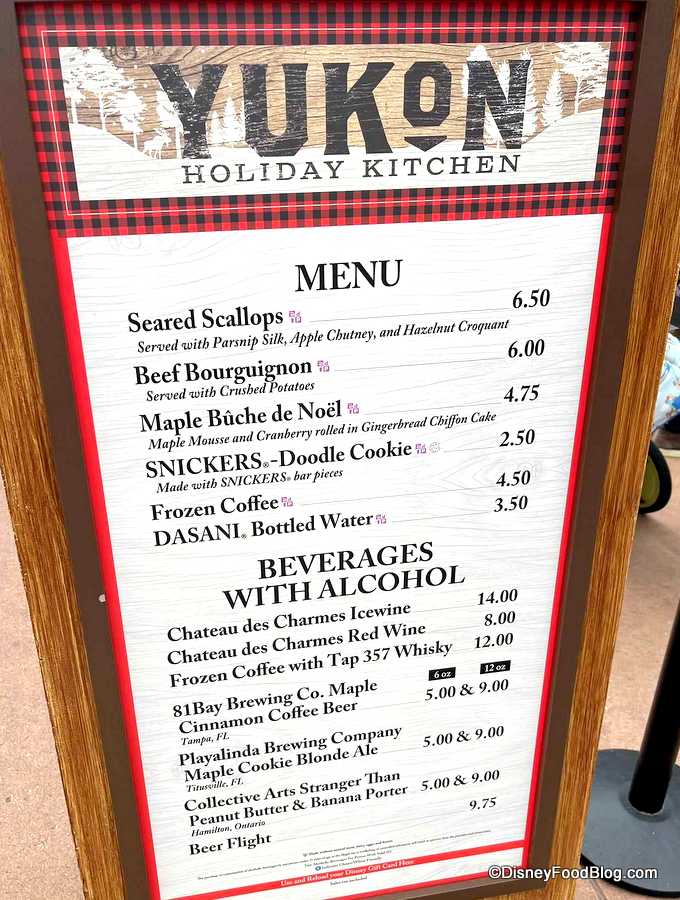 YUKON
HOLIDAY KITCHEN
MENU
Seared Scallops 6.50
Served with Parsnip Silk, Apple Chutney, and Hazelnut Croquant
Beef Bourguignon 6.00
Served with Crushed Potatoes
Maple Bûche de Noël 4.75
Maple Mousse and Cranberry rolled in Gingerbread Chiffon Cake
SNICKERS®-Doodle Cookie 2.50
Made with SNICKERS® bar pieces
Frozen Coffee 4.50
DASANI® Bottled Water 3.50
BEVERAGES
WITH ALCOHOL
Chateau des Charmes Icewine 14.00
Chateau des Charmes Red Wine 8.00
Frozen Coffee with Tap 357 Whisky 12.00
6 oz 12 oz
81Bay Brewing Co. Maple
Cinnamon Coffee Beer 5.00 & 9.00
Tampa, FL
Playalinda Brewing Company
Maple Cookie Blonde Ale 5.00 & 9.00
Titusville, FL
Collective Arts Stranger Than
Peanut Butter & Banana Porter 5.00 & 9.00
Hamilton, Ontario
Beer Flight 9.75
Use and Reload your Disney Gift Card Here
©DisneyFoodBlog.com